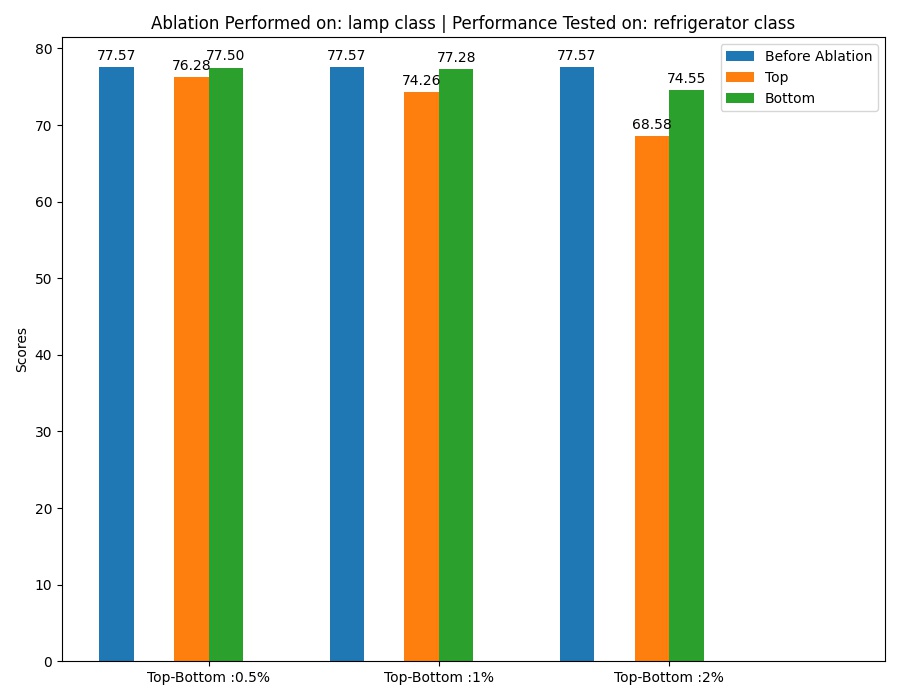 Ablation Performed on: lamp class | Performance Tested on: refrigerator class
80
70
60
50
40
30
20
10
0
Scores
77.57
76.28
77.50
77.57
74.26
77.28
77.57
68.58
74.55
Before Ablation
Top
Bottom
Top-Bottom :0.5%
Top-Bottom :1%
Top-Bottom :2%